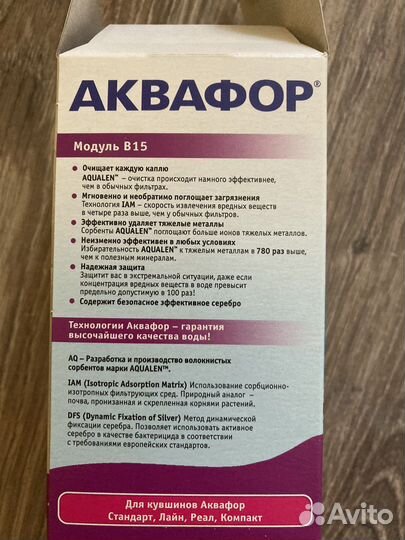 АКВАФОР®
Модуль В15
• Очищает каждую каплю
AQUALEN™ – очистка происходит намного эффективнее,
чем в обычных фильтрах.
• Мгновенно и необратимо поглощает загрязнения
Технология IAM – скорость извлечения вредных веществ
в четыре раза выше, чем у обычных фильтров.
• Эффективно удаляет тяжелые металлы
Сорбенты AQUALEN™ поглощают больше ионов тяжелых металлов.
• Неизменно эффективен в любых условиях
Избирательность AQUALEN™ к тяжелым металлам в 780 раз выше,
чем к полезным минералам.
• Надежная защита
Защитит вас в экстремальной ситуации, даже если
концентрация вредных веществ в воде превысит
предельно допустимую в 100 раз!
• Содержит безопасное эффективное серебро
Технологии Аквафор – гарантия
высочайшего качества воды!
AQ – Разработка и производство волокнистых
сорбентов марки AQUALEN™.
IAM (Isotropic Adsorption Matrix) Использование сорбционно-
изотропных фильтрующих сред. Природный аналог –
почва, пронизанная и скрепленная корнями растений.
DFS (Dynamic Fixation of Silver) Метод динамической
фиксации серебра. Позволяет использовать активное
серебро в качестве бактерицида в соответствии
с требованиями европейских стандартов.
Для кувшинов Аквафор
Стандарт, Лайн, Реал, Компакт
Avito